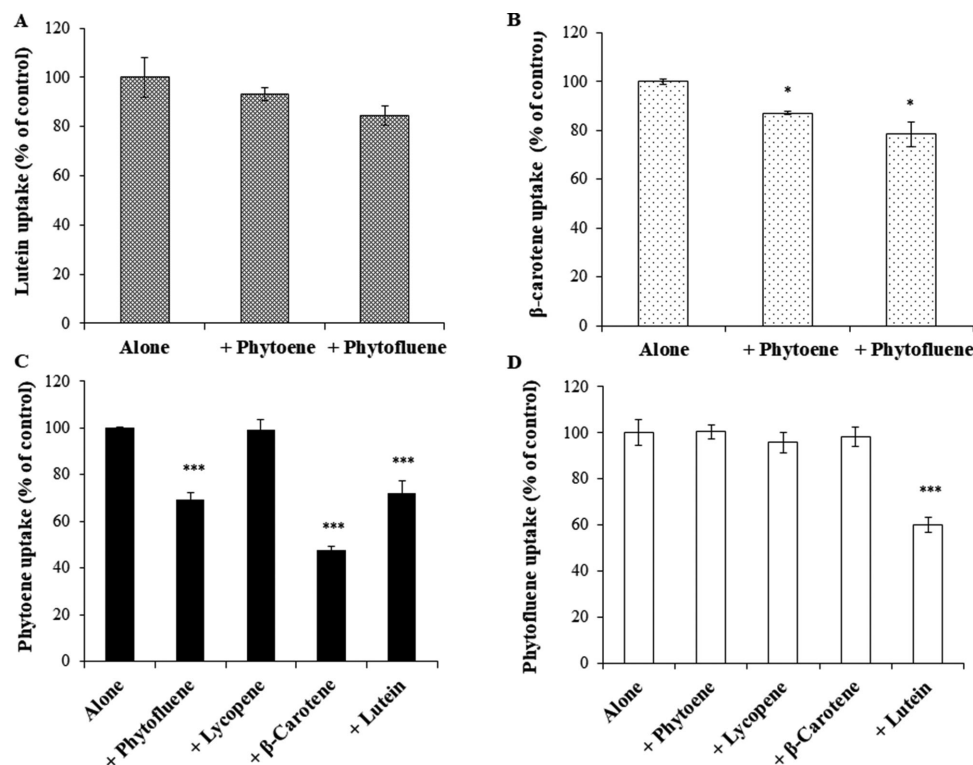 A
Lutein uptake (% of control)
120
100
80
60
40
20
0
Alone
+ Phytoene
+ Phytofluene
B
β-carotene uptake (% of control)
120
100
80
60
40
20
0
*
*
Alone
+ Phytoene
+ Phytofluene
C
Phytoene uptake (% of control)
120
100
80
60
40
20
0
***
***
***
Alone
+ Phytofluene
+ Lycopene
+ β-Carotene
+ Lutein
D
Phytofluene uptake (% of control)
120
100
80
60
40
20
0
***
Alone
+ Phytoene
+ Lycopene
+ β-Carotene
+ Lutein